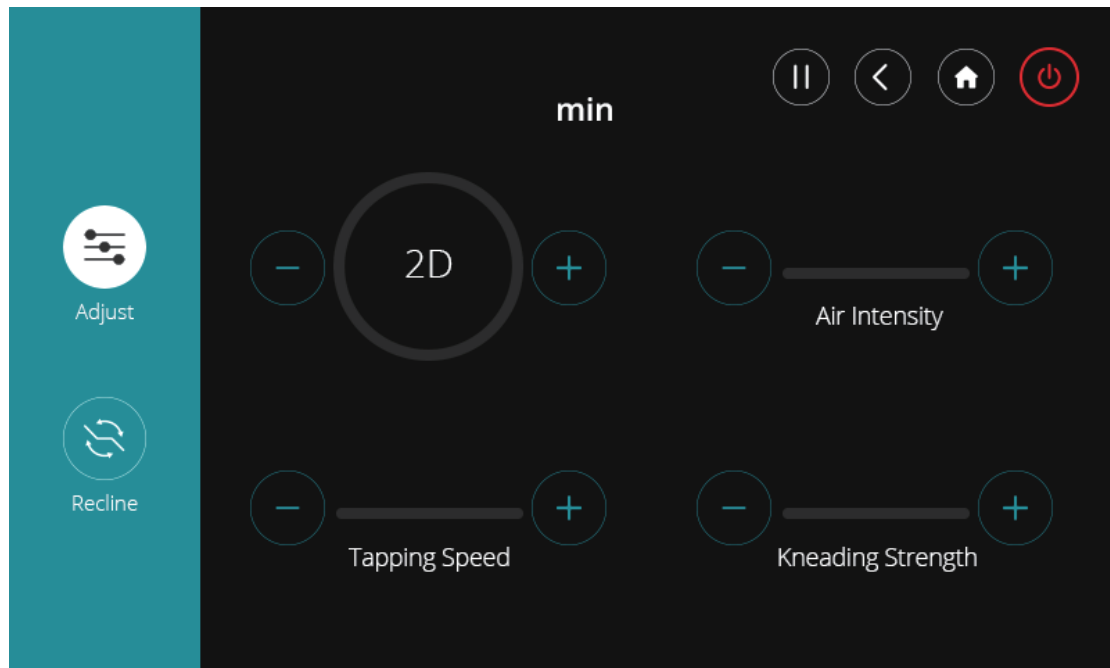 min
2D
Air Intensity
Adjust
Recline
Tapping Speed
Kneading Strength